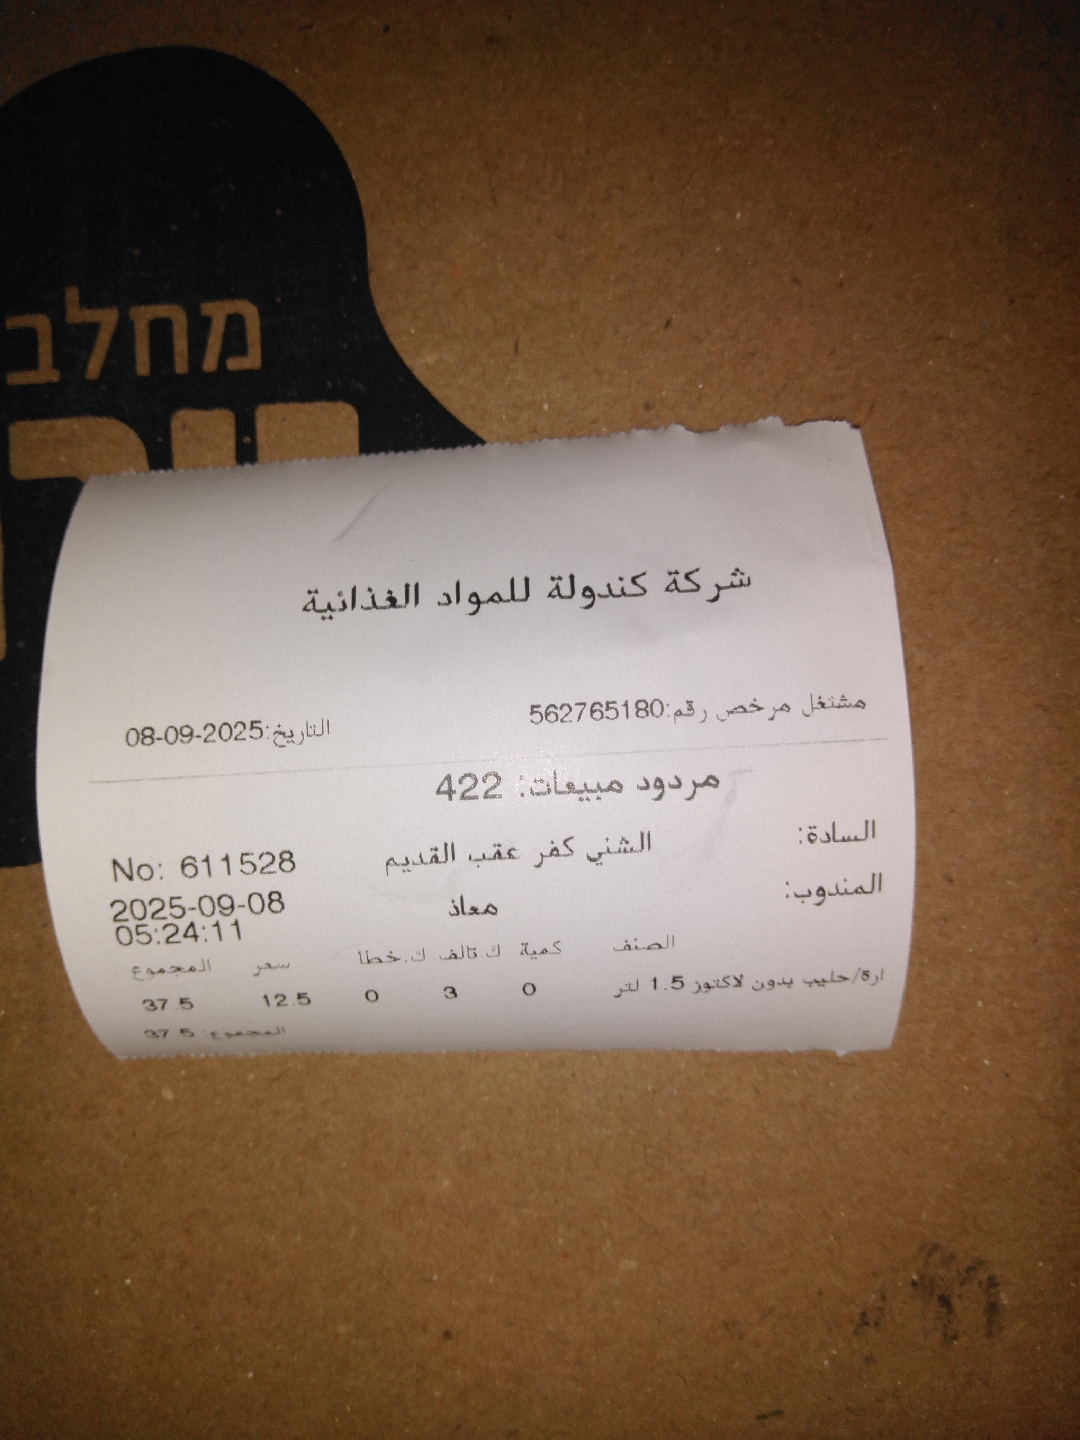 מחלב
شركة كندولة للمواد الغذائية
مشتغل مرخص رقم:562765180 التاريخ:08-09-2025
مردود مبيعات: 422
السادة: الشني كفر عقب القديم No: 611528
المندوب: معاذ 2025-09-08
05:24:11
الصنف كمية ك.تالف ك.خطا سعر المجموع
ارة/حليب بدون لاكتوز 1.5 لتر 0 3 0 12.5 37.5
المجموع: 37.5